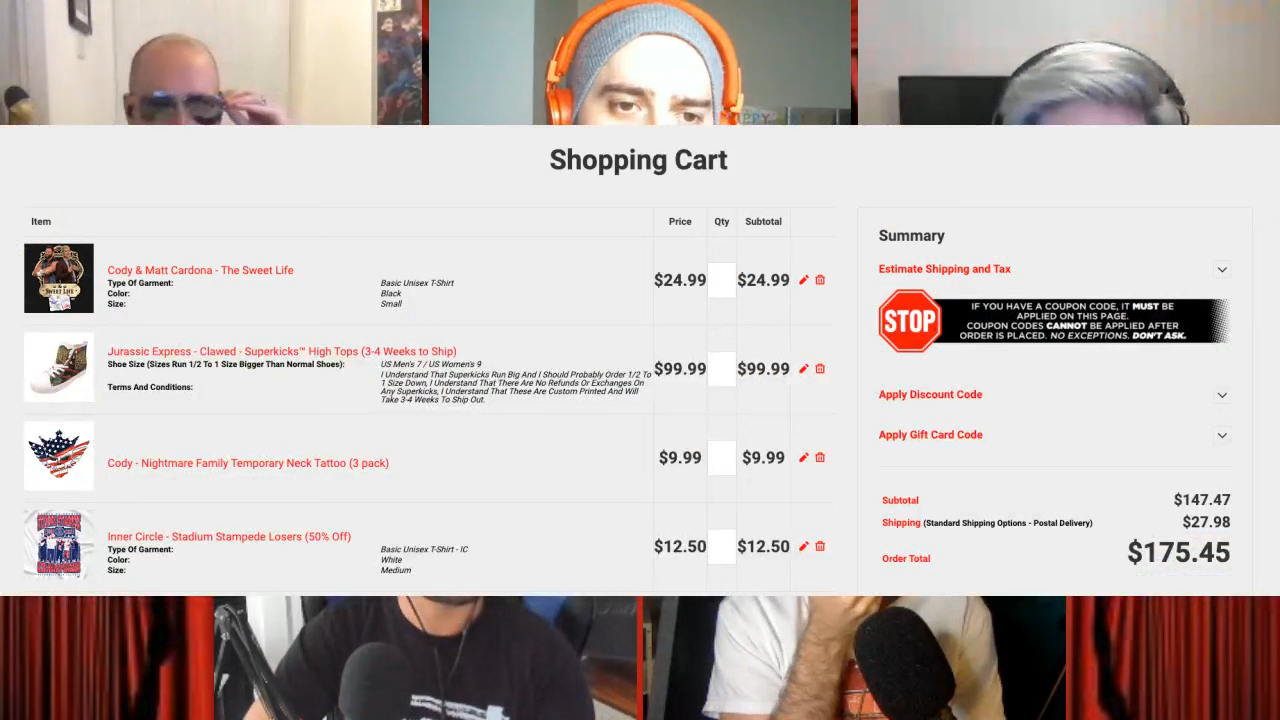 Shopping Cart
Item
Price
Qty
Subtotal
Cody & Matt Cardona - The Sweet Life
Type Of Garment:
Basic Unisex T-Shirt
Color:
Black
Size:
Small
$24.99
$24.99
SWEET LIFE
Jurassic Express - Clawed - Superkicks™ High Tops (3-4 Weeks to Ship)
Shoe Size (Sizes Run 1/2 To 1 Size Bigger Than Normal Shoes):
US Men's 7 / US Women's 9
Terms And Conditions:
I Understand That Superkicks Run Big And I Should Probably Order 1/2 To
1 Size Down, I Understand That There Are No Refunds Or Exchanges On
Any Superkicks, I Understand That These Are Custom Printed And Will
Take 3-4 Weeks To Ship Out.
$99.99
$99.99
Cody - Nightmare Family Temporary Neck Tattoo (3 pack)
$9.99
$9.99
Inner Circle - Stadium Stampede Losers (50% Off)
Type Of Garment:
Basic Unisex T-Shirt - IC
Color:
White
Size:
Medium
$12.50
$12.50
Summary
Estimate Shipping and Tax
STOP
IF YOU HAVE A COUPON CODE, IT MUST BE
APPLIED ON THIS PAGE.
COUPON CODES CANNOT BE APPLIED AFTER
ORDER IS PLACED. NO EXCEPTIONS. DON'T ASK.
Apply Discount Code
Apply Gift Card Code
Subtotal
$147.47
Shipping (Standard Shipping Options - Postal Delivery)
$27.98
Order Total
$175.45